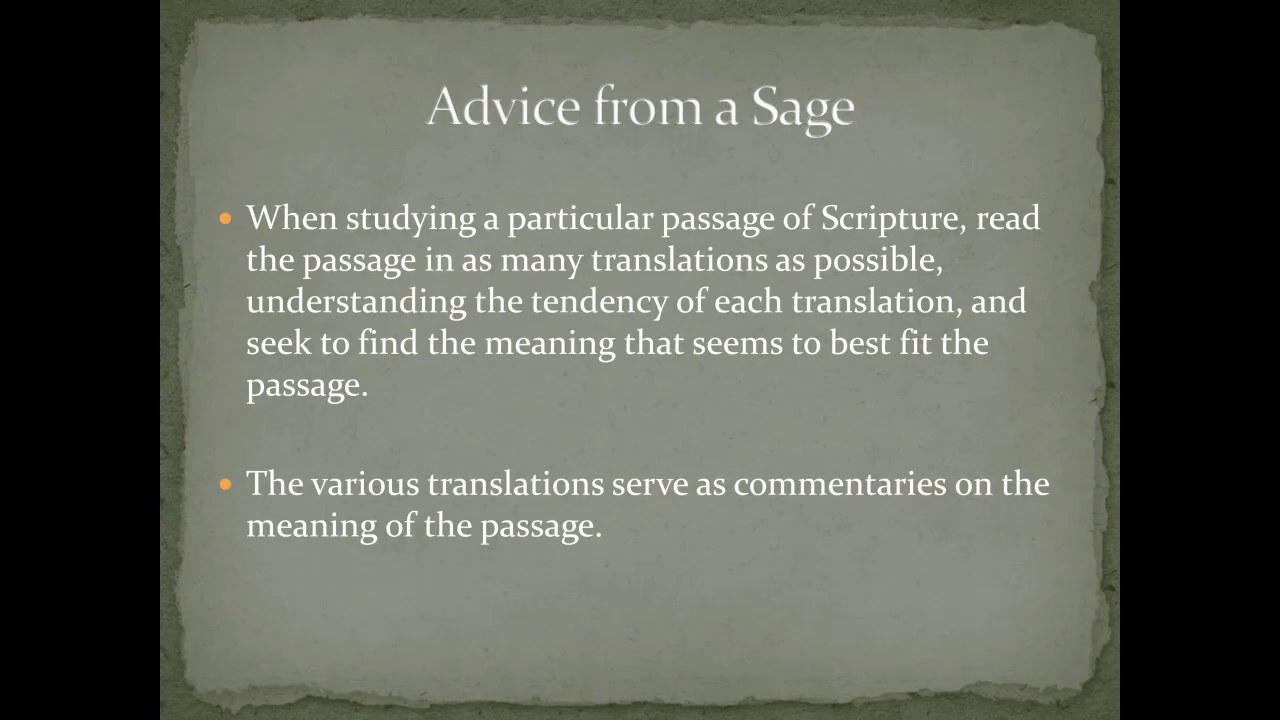 Advice from a Sage
• When studying a particular passage of Scripture, read
the passage in as many translations as possible,
understanding the tendency of each translation, and
seek to find the meaning that seems to best fit the
passage.
• The various translations serve as commentaries on the
meaning of the passage.